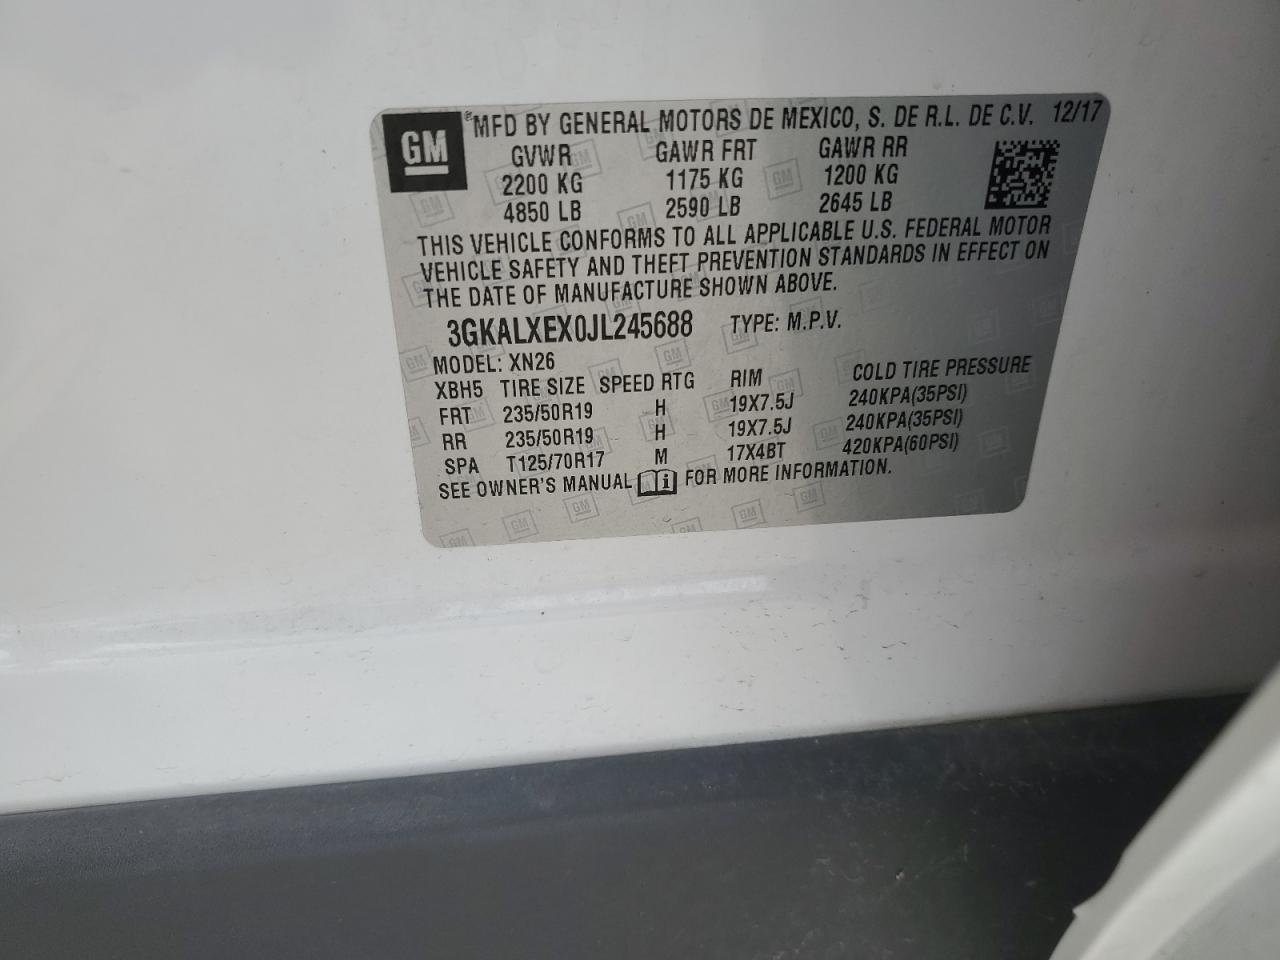 GM ®MFD BY GENERAL MOTORS DE MEXICO, S. DE R.L. DE C.V. 12/17
GVWR GAWR FRT GAWR RR
2200 KG 1175 KG 1200 KG
4850 LB 2590 LB 2645 LB
THIS VEHICLE CONFORMS TO ALL APPLICABLE U.S. FEDERAL MOTOR
VEHICLE SAFETY AND THEFT PREVENTION STANDARDS IN EFFECT ON
THE DATE OF MANUFACTURE SHOWN ABOVE.
3GKALXEX0JL245688 TYPE: M.P.V.
MODEL: XN26
XBH5 TIRE SIZE SPEED RTG RIM COLD TIRE PRESSURE
FRT 235/50R19 H 19X7.5J 240KPA(35PSI)
RR 235/50R19 H 19X7.5J 240KPA(35PSI)
SPA T125/70R17 M 17X4BT 420KPA(60PSI)
SEE OWNER'S MANUAL i FOR MORE INFORMATION.